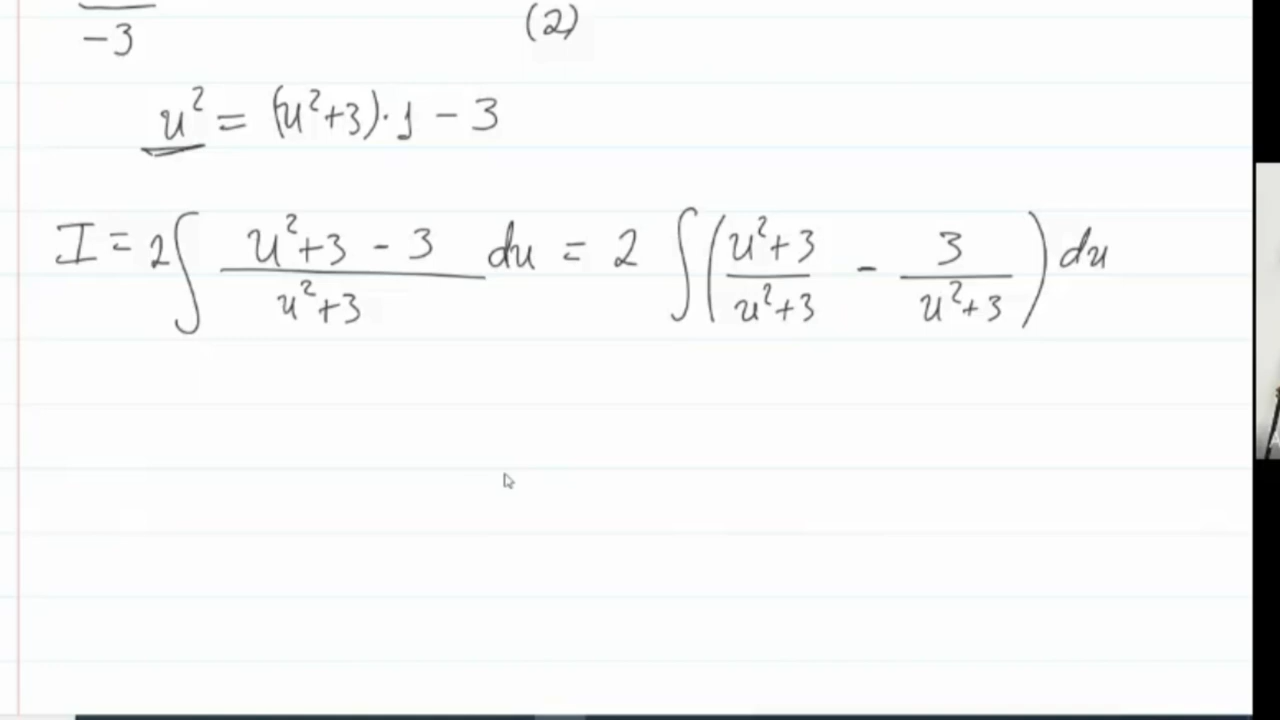 -3 (2)
u² = (u²+3)·1 - 3
I = 2∫ (u²+3 - 3)/(u²+3) du = 2 ∫( (u²+3)/(u²+3) - 3/(u²+3) ) du